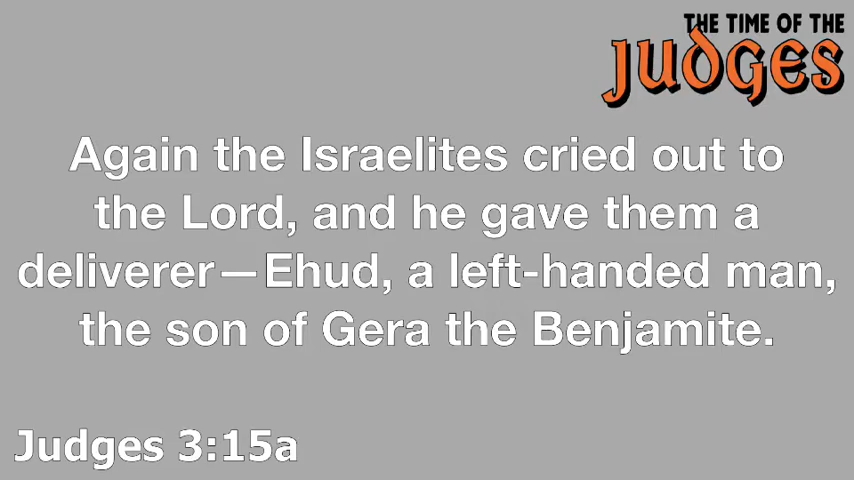 THE TIME OF THE
JUDGES
Again the Israelites cried out to
the Lord, and he gave them a
deliverer—Ehud, a left-handed man,
the son of Gera the Benjamite.
Judges 3:15a